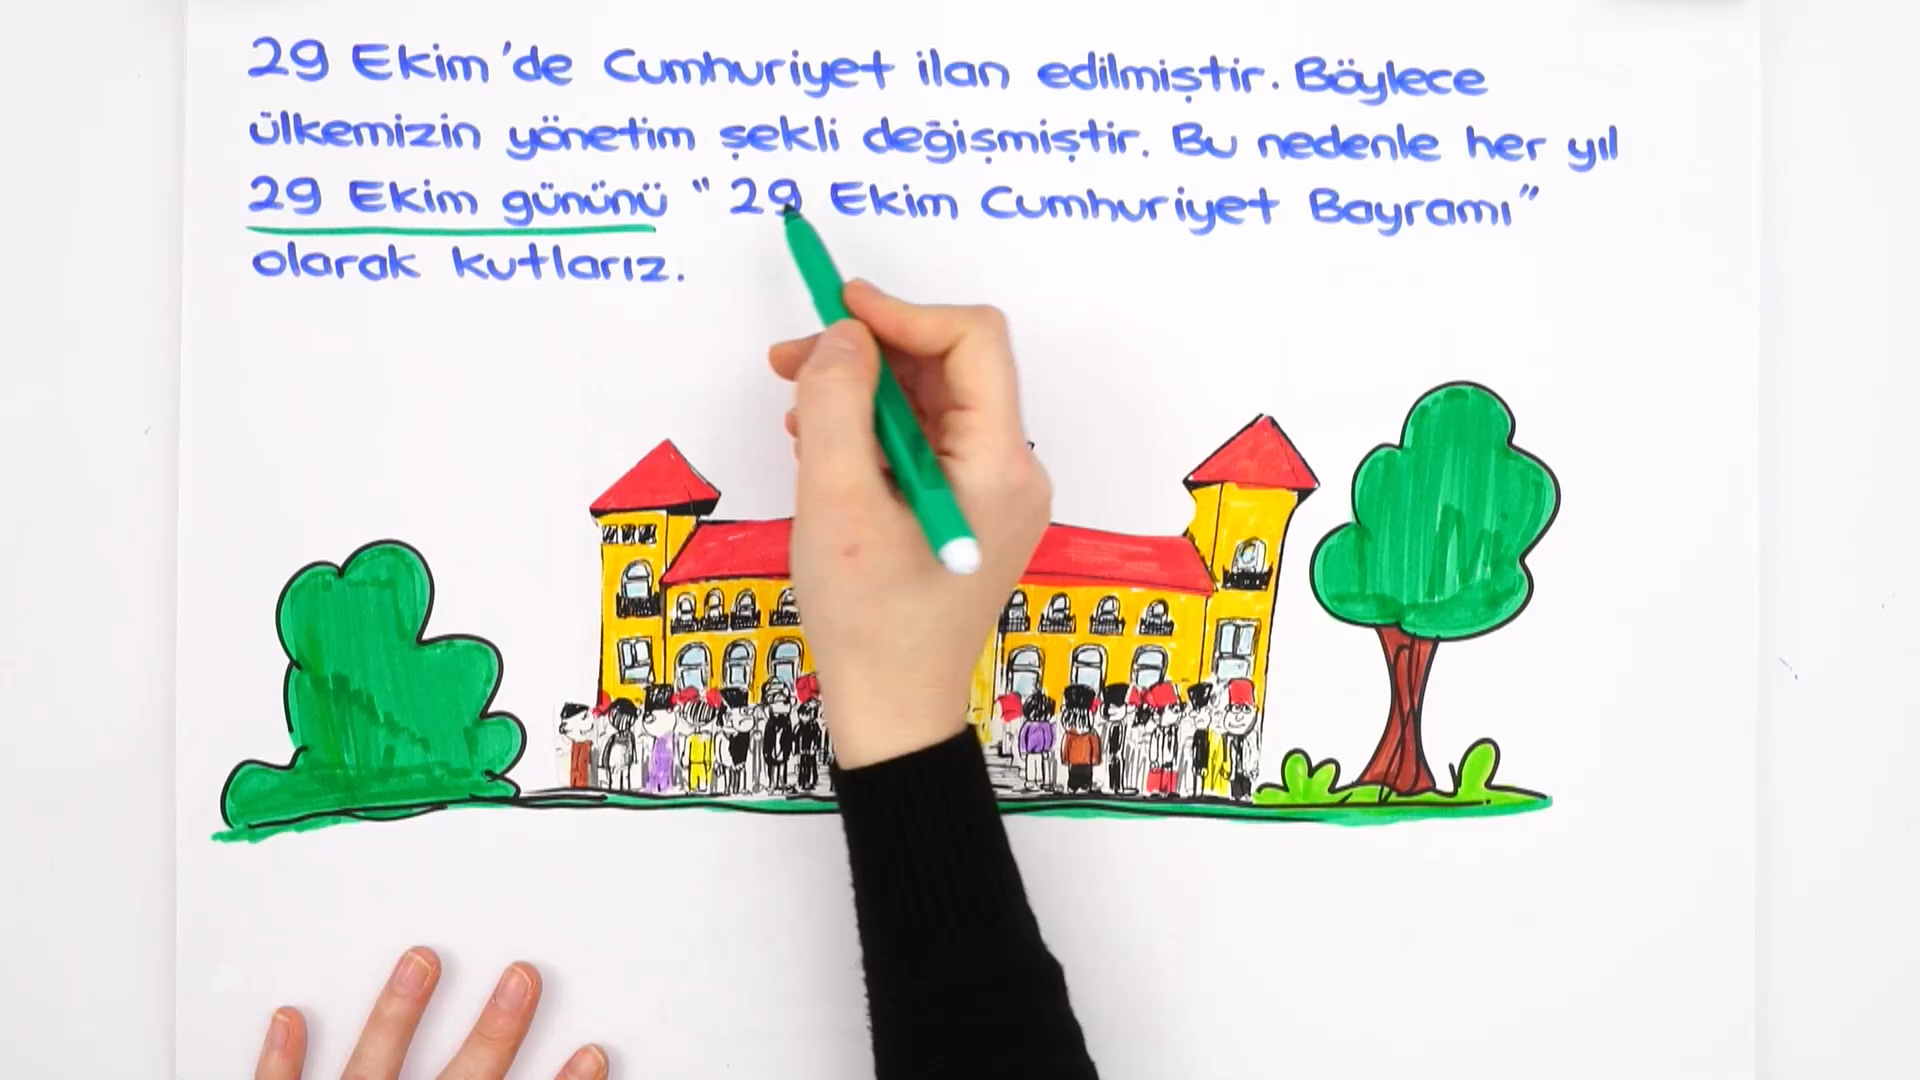 29 Ekim'de Cumhuriyet ilan edilmiştir. Böylece
ülkemizin yönetim şekli değişmiştir. Bu nedenle her yıl
29 Ekim gününü "29 Ekim Cumhuriyet Bayramı"
olarak kutlarız.